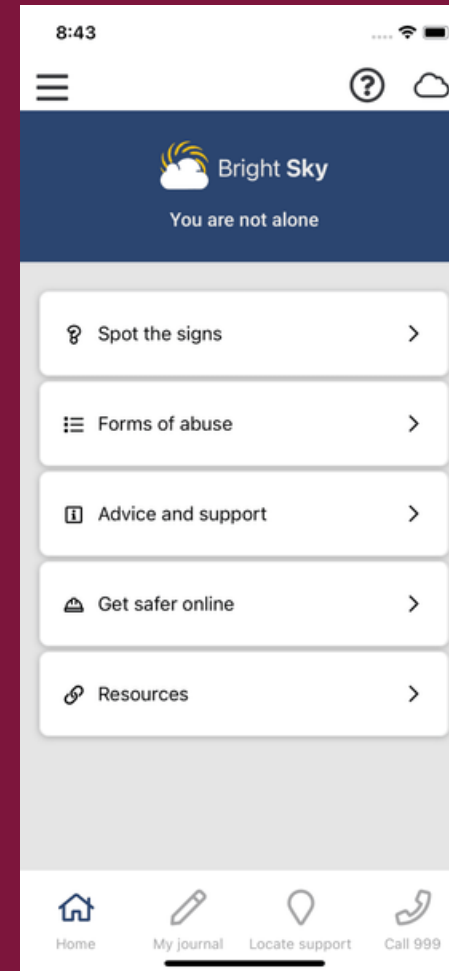 8:43
Bright Sky
You are not alone
Spot the signs
Forms of abuse
Advice and support
Get safer online
Resources
Home My journal Locate support Call 999